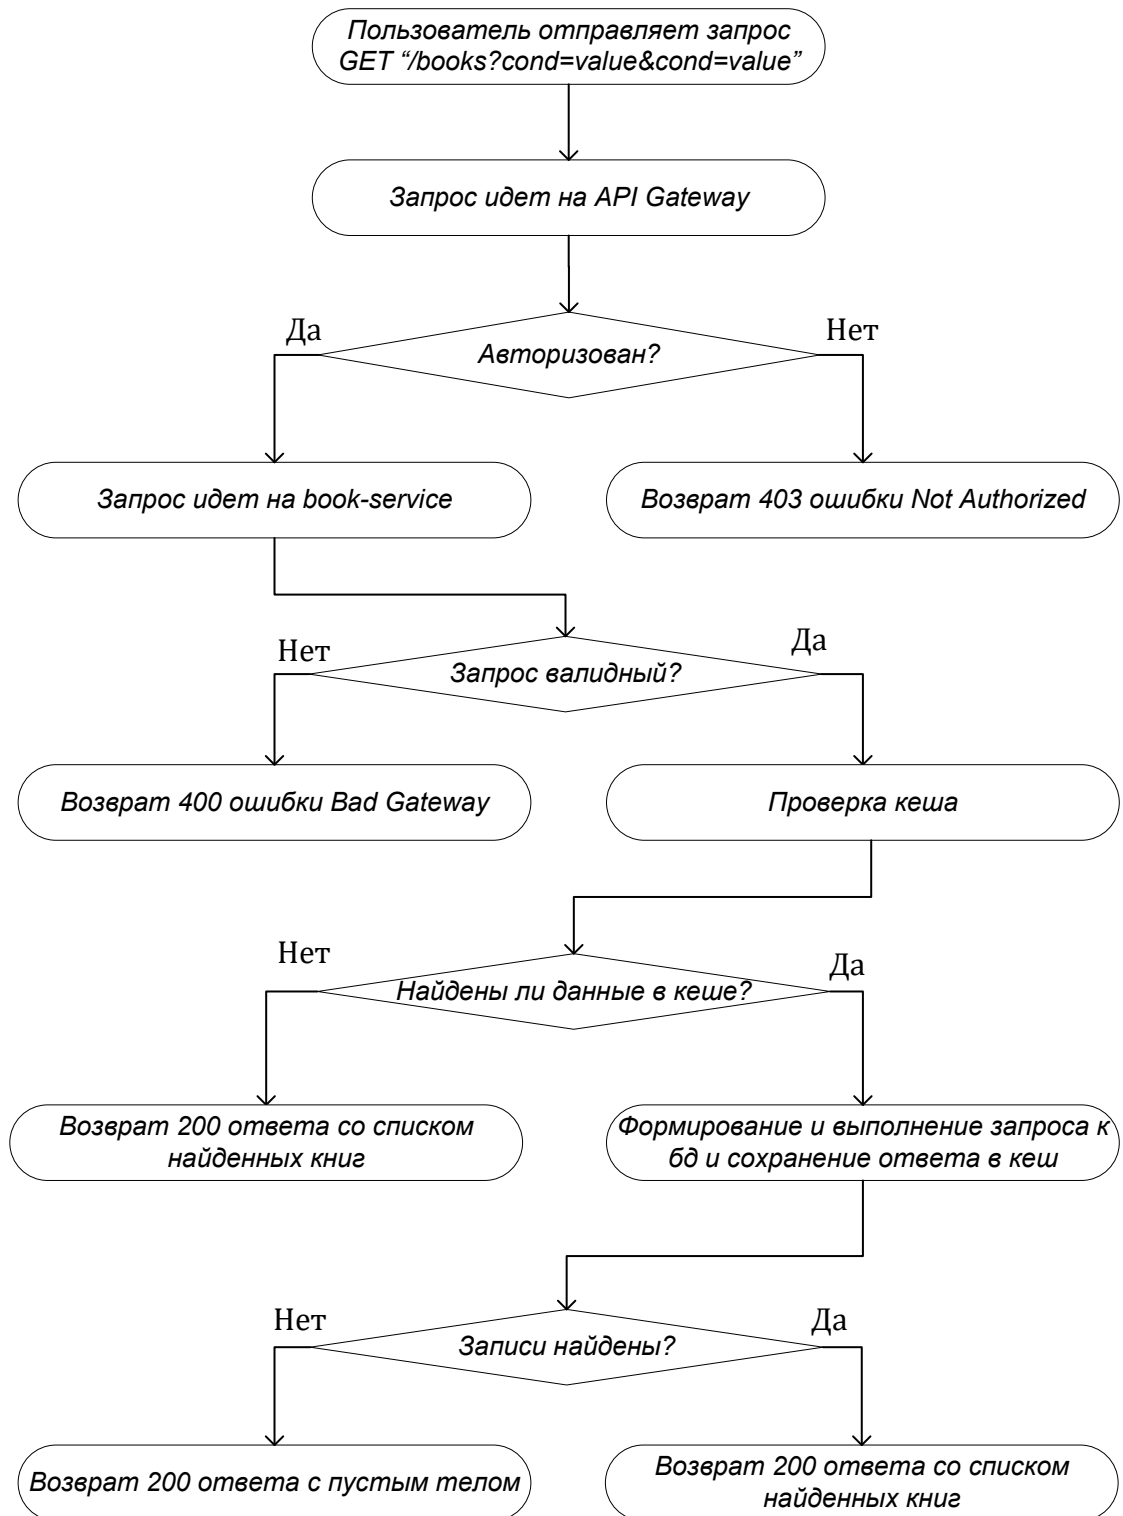 Пользователь отправляет запрос
GET “/books?cond=value&cond=value”
Запрос идет на API Gateway
Да
Нет
Авторизован?
Запрос идет на book-service
Возврат 403 ошибки Not Authorized
Нет
Да
Запрос валидный?
Возврат 400 ошибки Bad Gateway
Проверка кеша
Нет
Да
Найдены ли данные в кеше?
Возврат 200 ответа со списком
найденных книг
Формирование и выполнение запроса к
бд и сохранение ответа в кеш
Нет
Да
Записи найдены?
Возврат 200 ответа с пустым телом
Возврат 200 ответа со списком
найденных книг